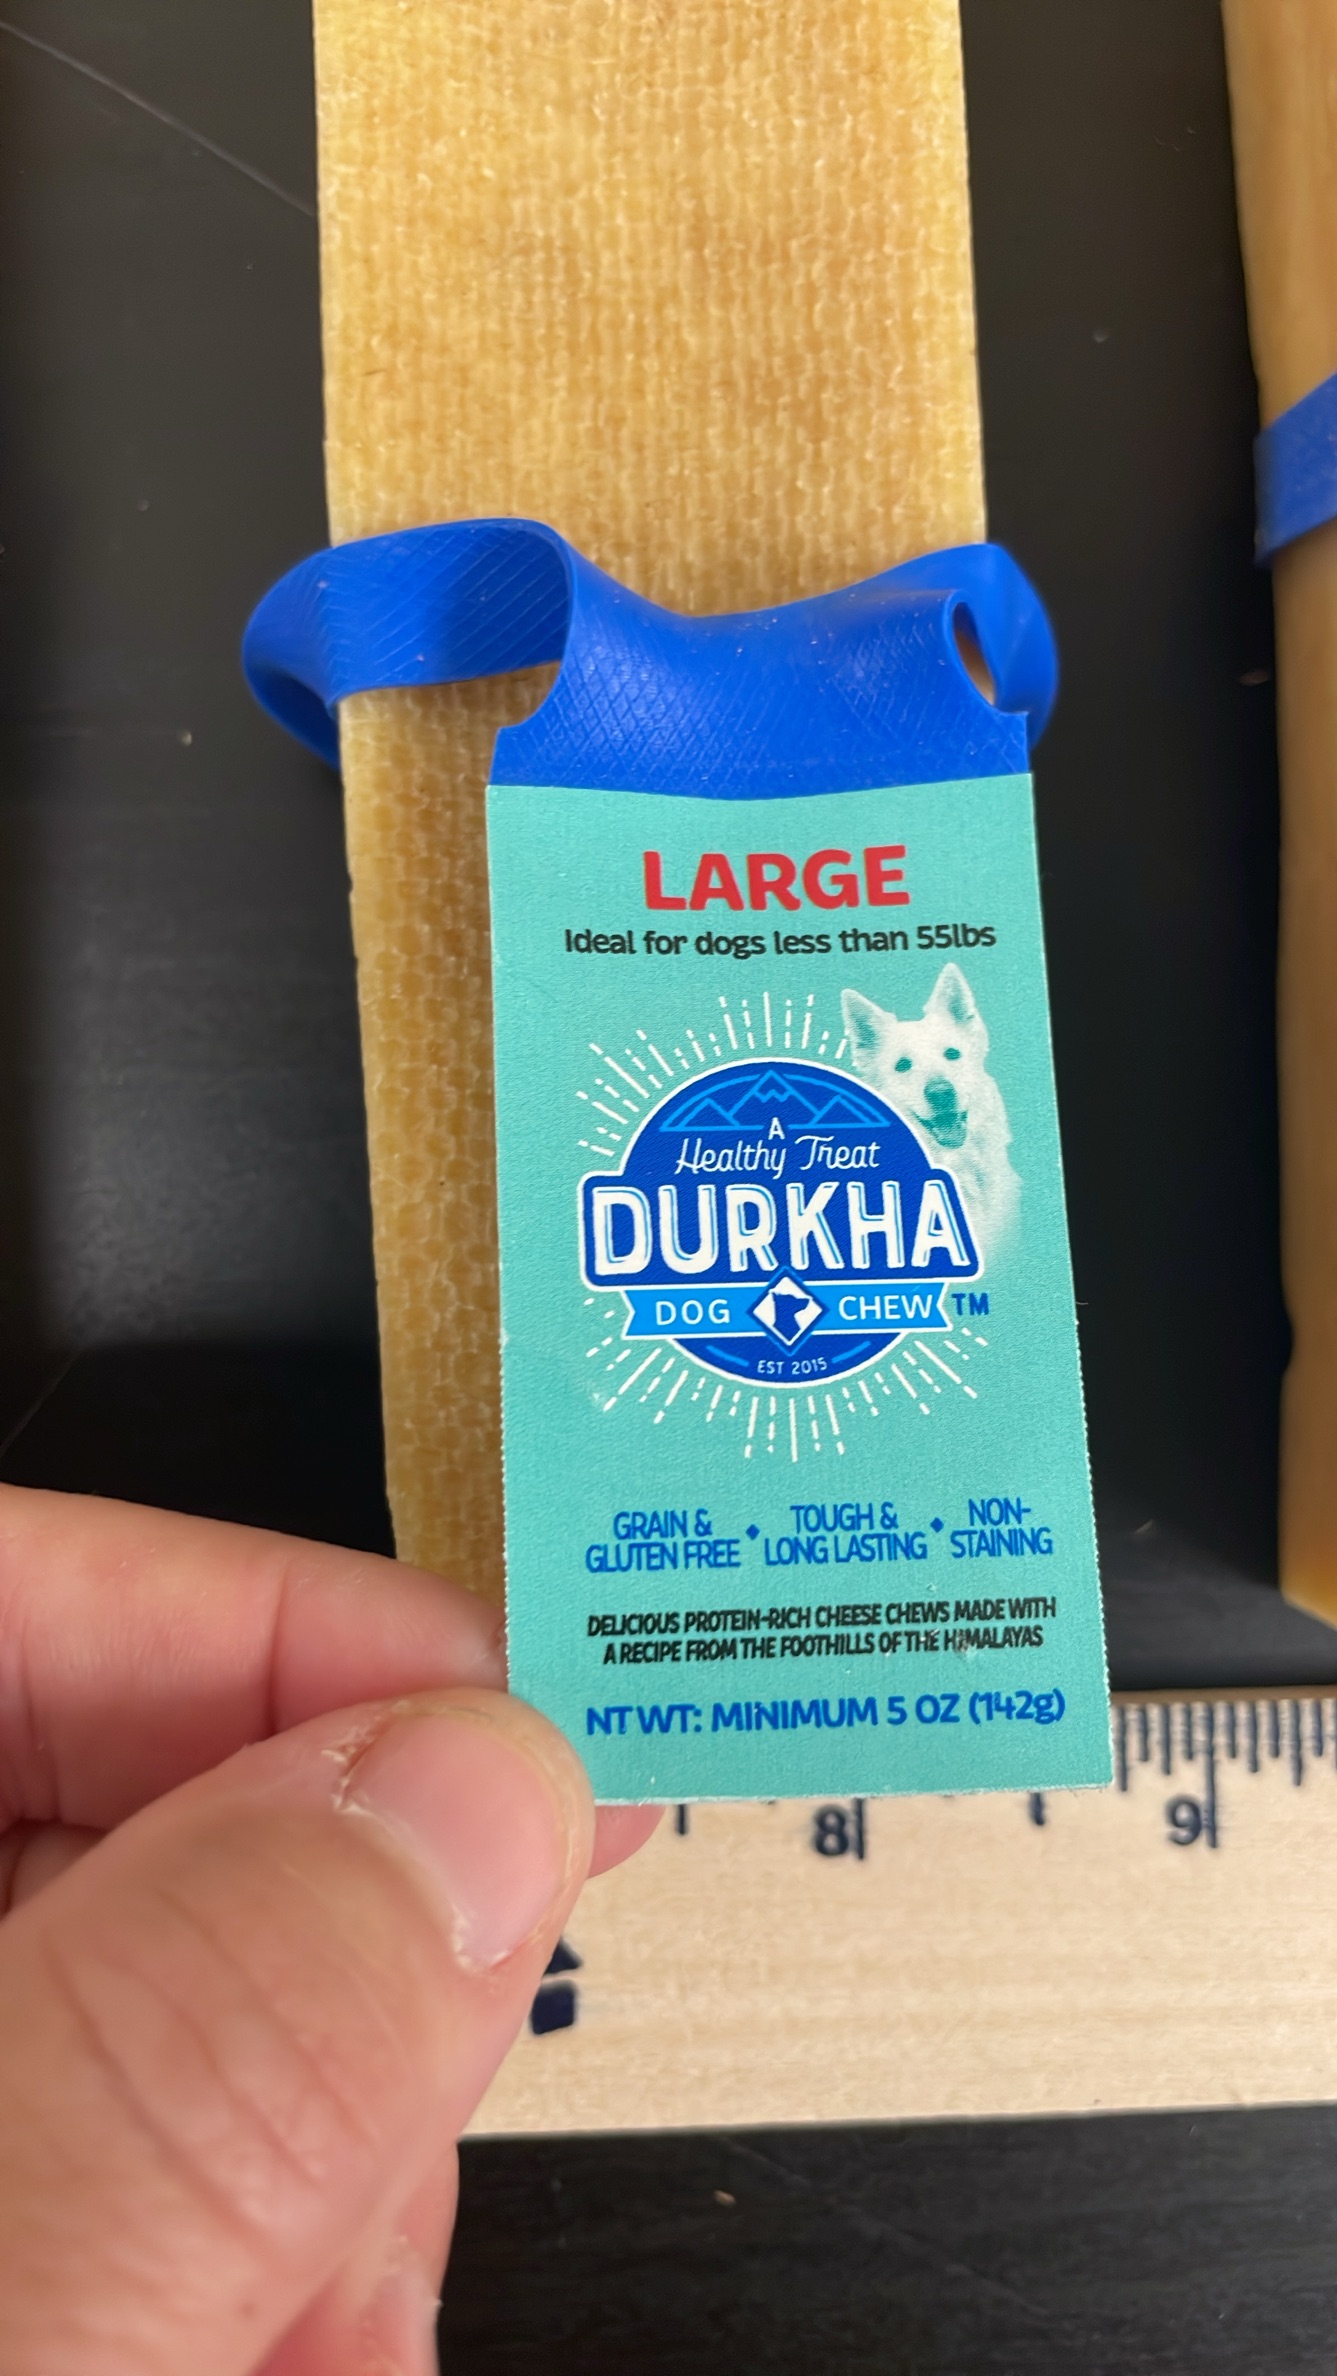 LARGE
Ideal for dogs less than 55lbs
A
Healthy Treat
DURKHA
DOG CHEW TM
EST 2015
GRAIN & GLUTEN FREE
TOUGH & LONG LASTING
NON-STAINING
DELICIOUS PROTEIN-RICH CHEESE CHEWS MADE WITH
A RECIPE FROM THE FOOTHILLS OF THE HIMALAYAS
NT WT: MINIMUM 5 OZ (142g)
8 9